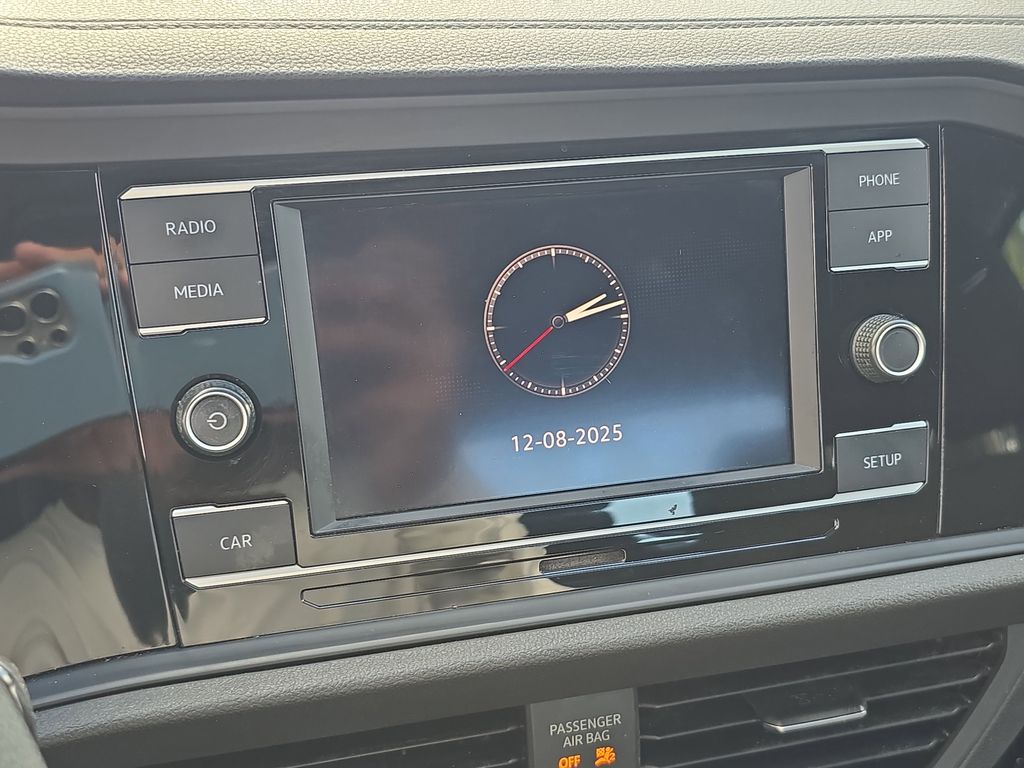 RADIO
MEDIA
PHONE
APP
12-08-2025
CAR
SETUP
PASSENGER
AIR BAG
OFF